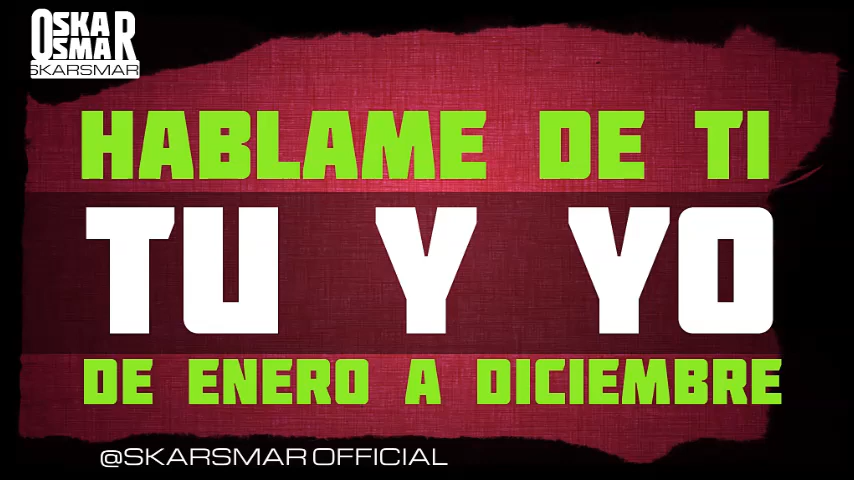 OSKAR
OSMAR
SKARSMAR
HABLAME DE TI
TU Y YO
DE ENERO A DICIEMBRE
@SKARSMAR OFFICIAL